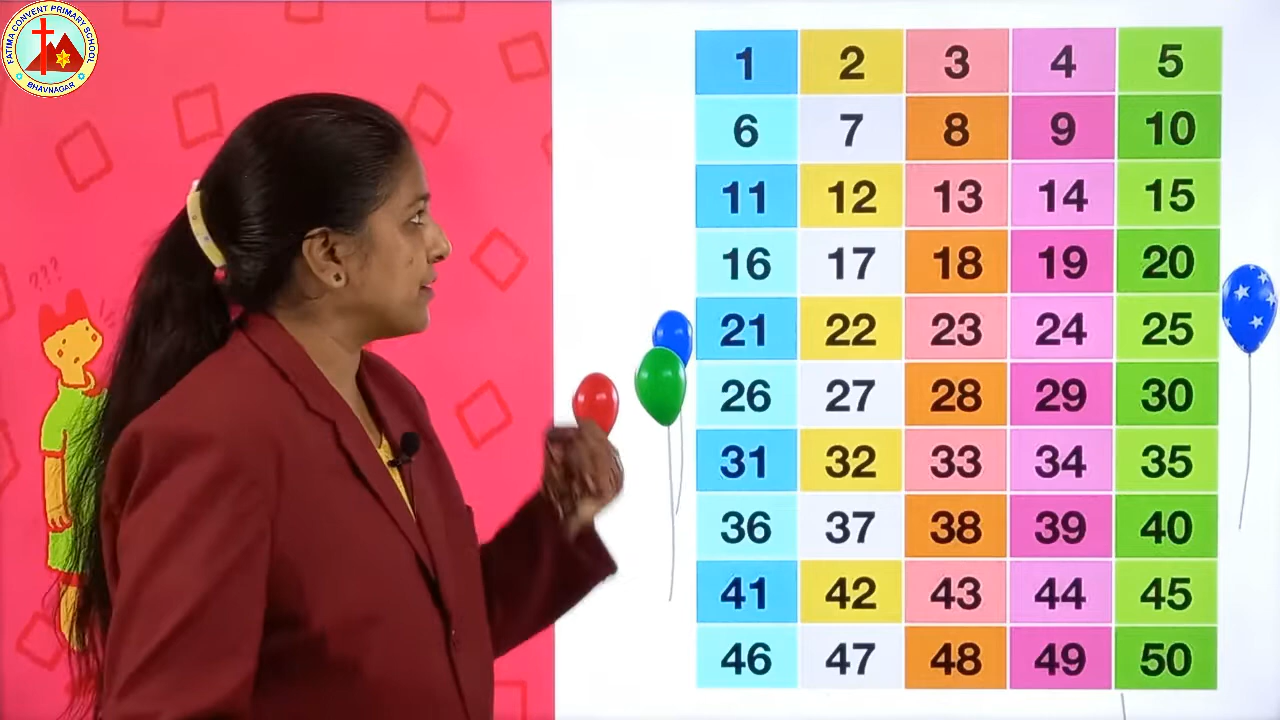 FATIMA CONVENT PRIMARY SCHOOL
BHAVNAGAR
???
1 2 3 4 5
6 7 8 9 10
11 12 13 14 15
16 17 18 19 20
21 22 23 24 25
26 27 28 29 30
31 32 33 34 35
36 37 38 39 40
41 42 43 44 45
46 47 48 49 50